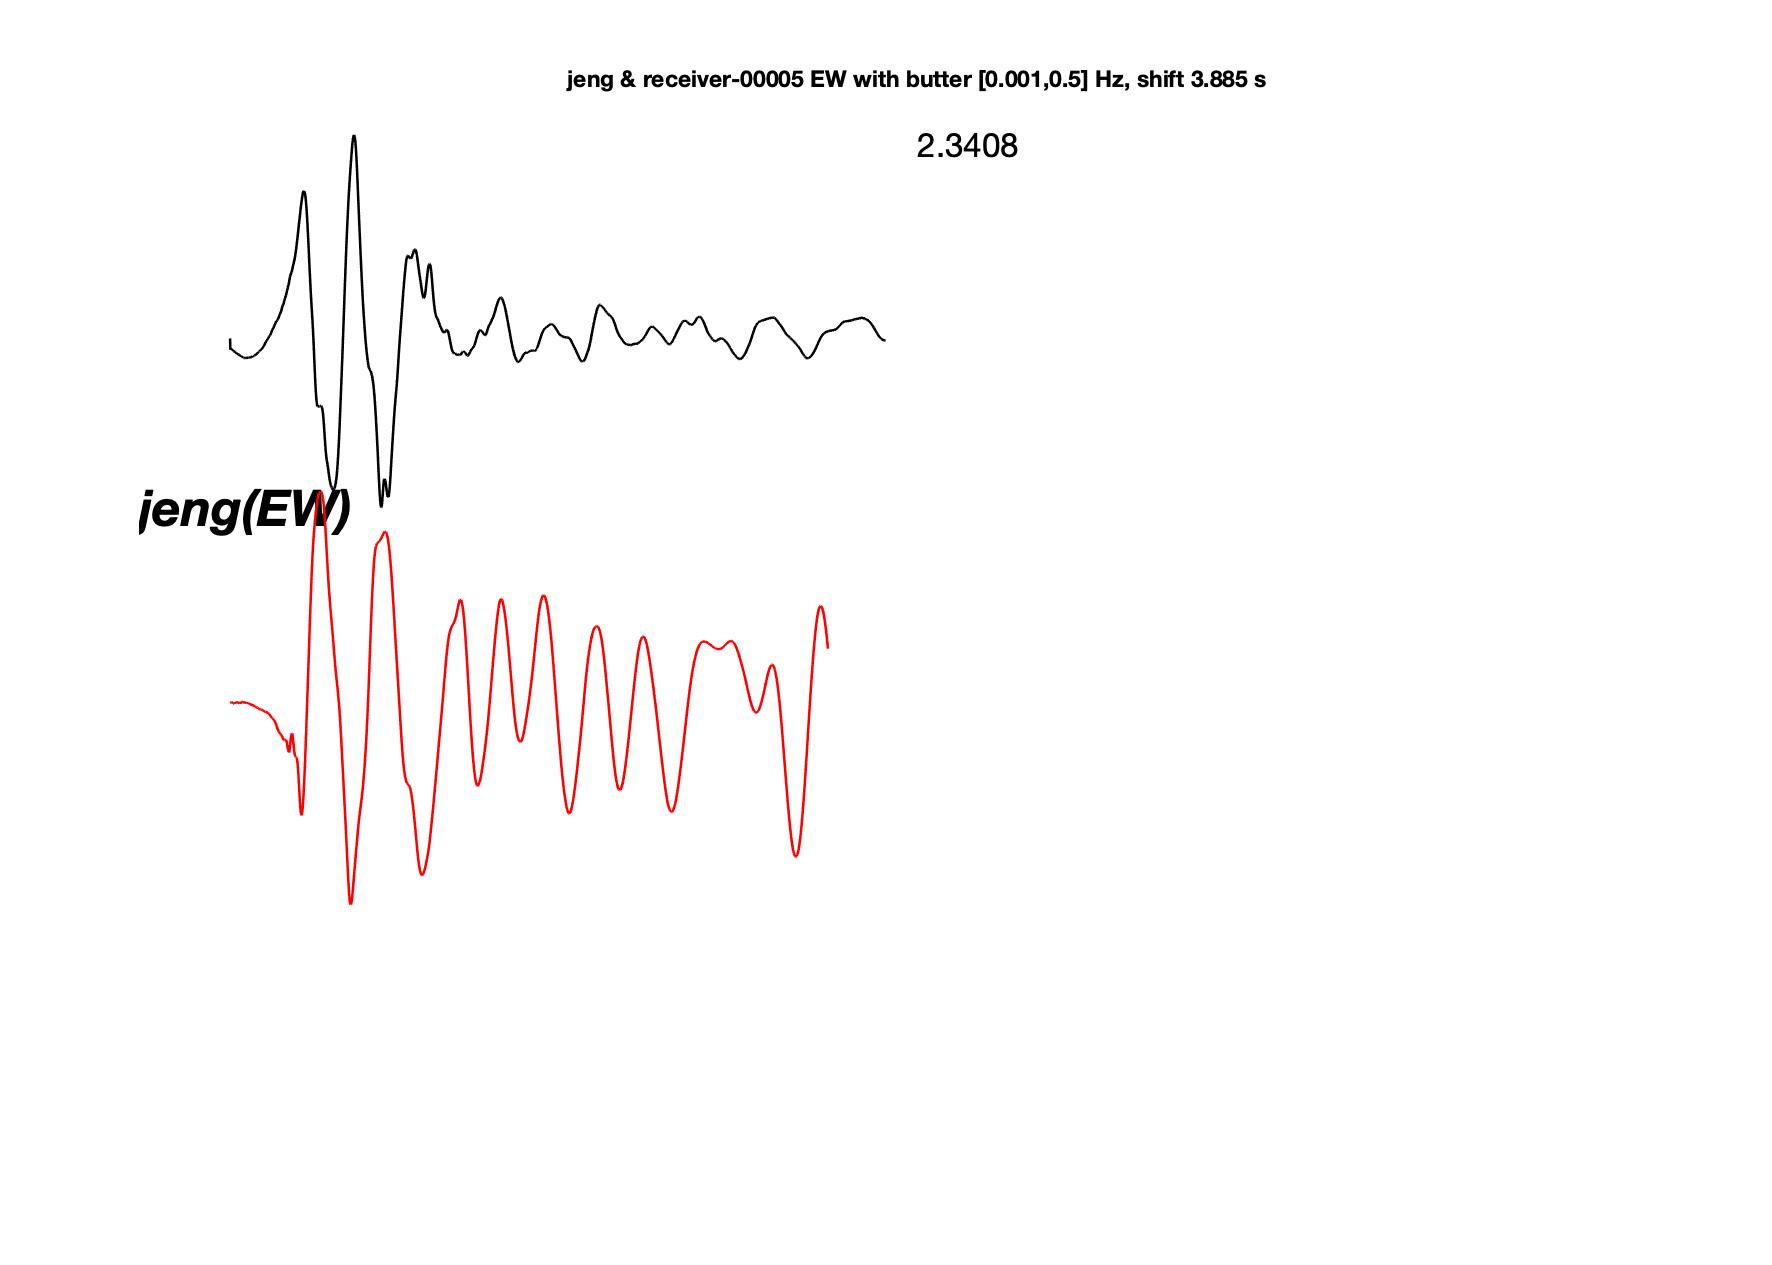 jeng & receiver-00005 EW with butter [0.001,0.5] Hz, shift 3.885 s
2.3408
jeng(EW)